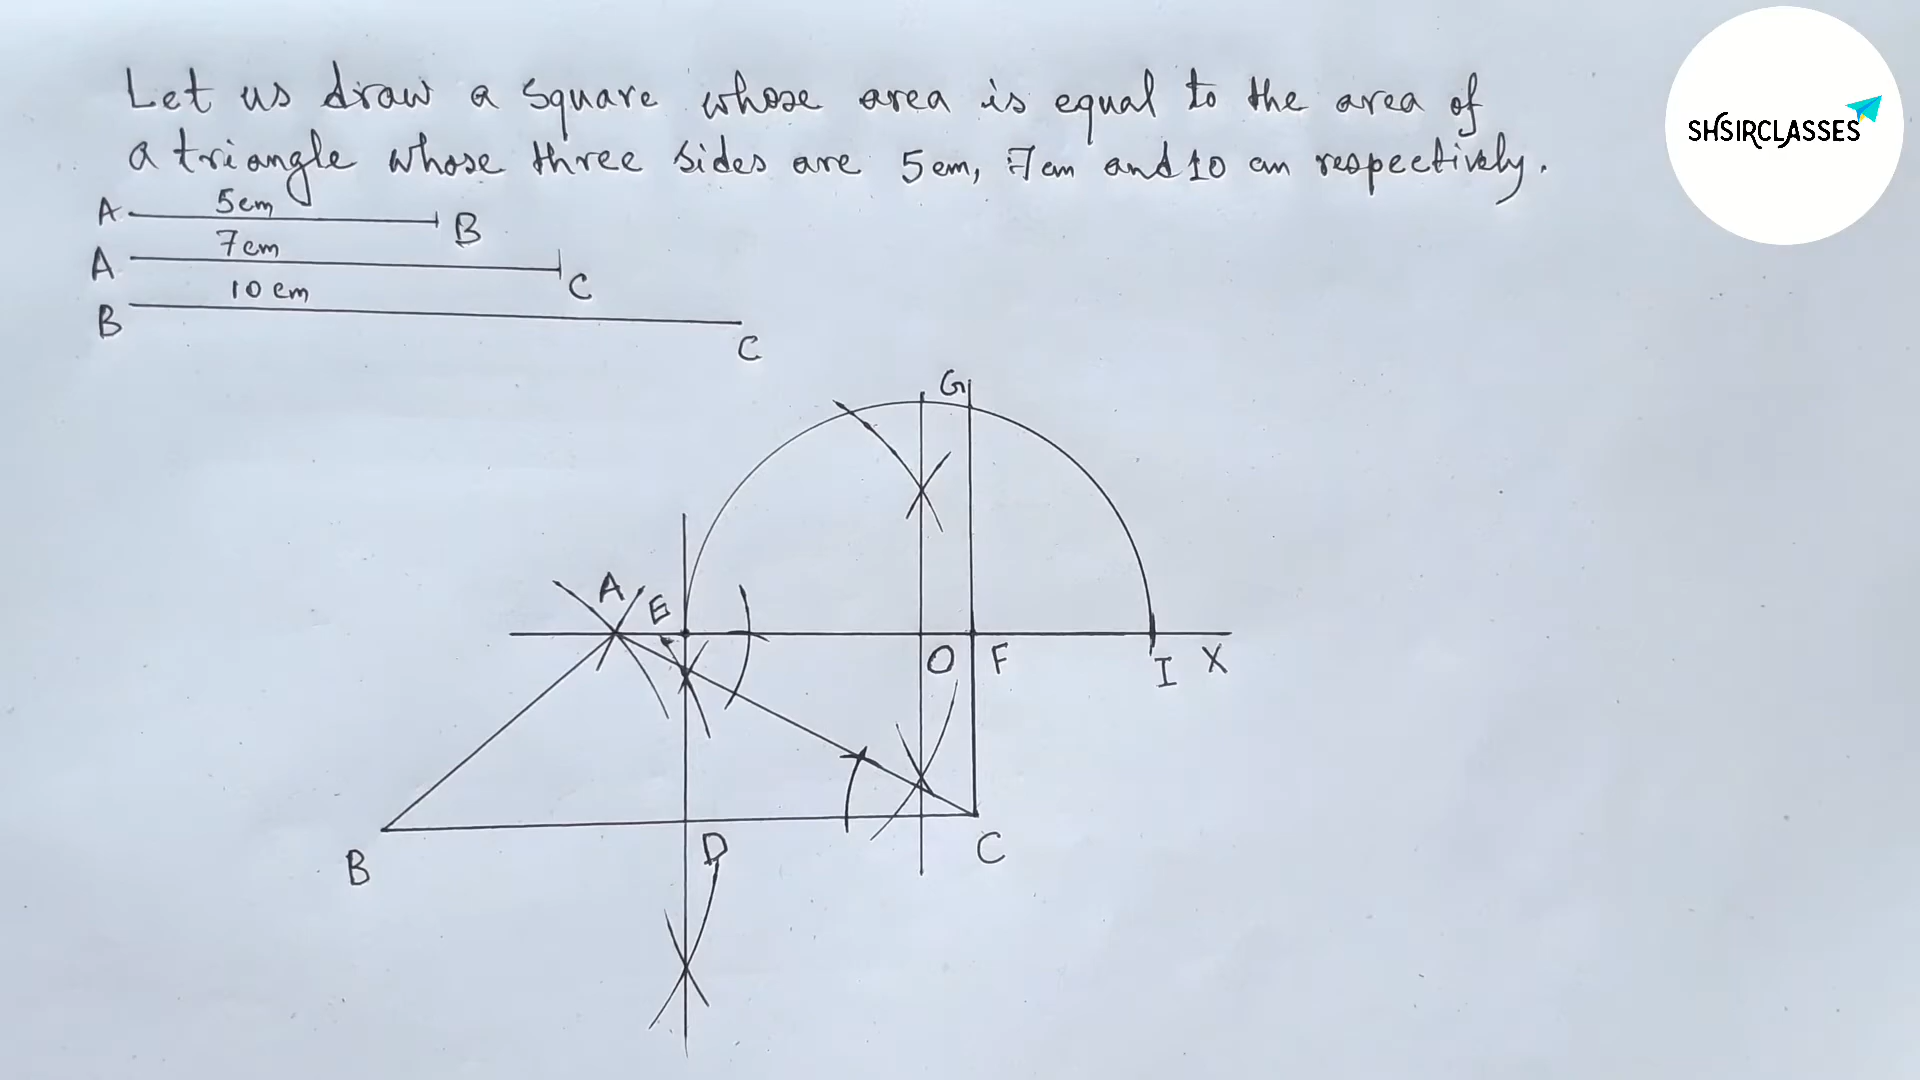 Let us draw a square whose area is equal to the area of
a triangle whose three sides are 5cm, 7cm and 10 cm respectively.
SHSIRCLASSES
A 5cm B
A 7cm C
B 10 cm C
G
A E
O F I X
B D C